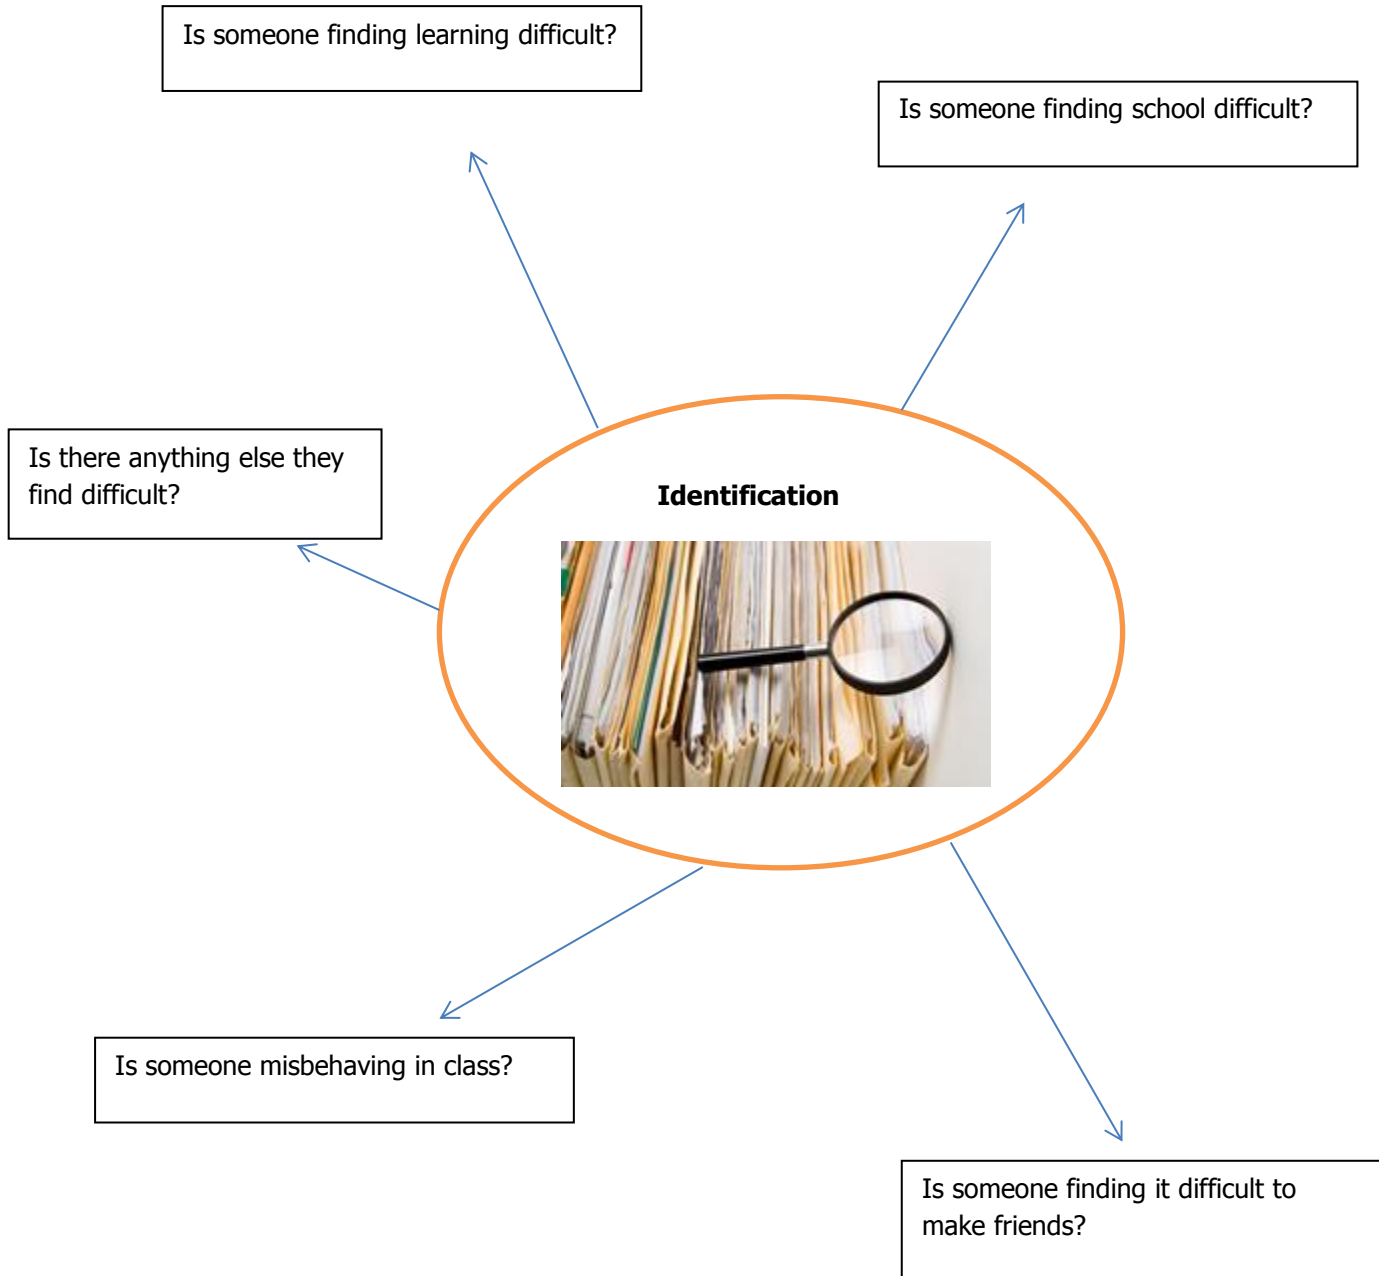 Is someone finding learning difficult?
Is someone finding school difficult?
Is there anything else they
find difficult?
Identification
Is someone misbehaving in class?
Is someone finding it difficult to
make friends?